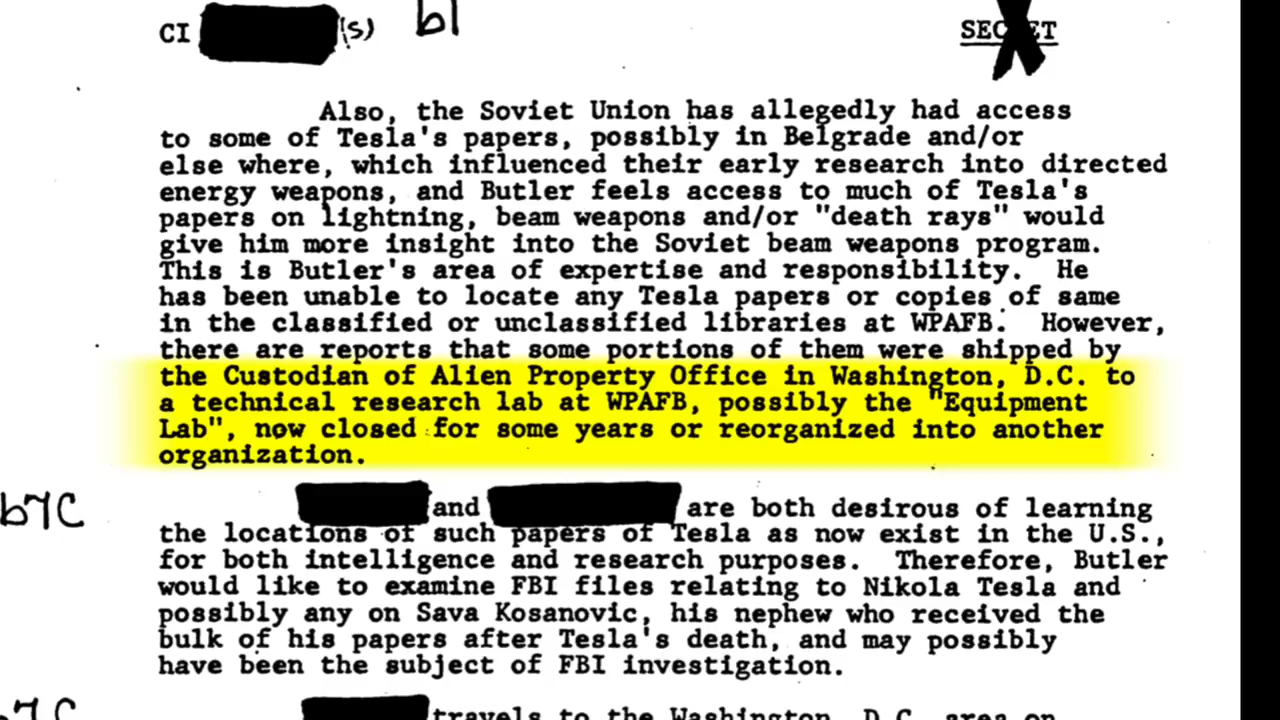 CI (s) b1 SECRET
Also, the Soviet Union has allegedly had access
to some of Tesla's papers, possibly in Belgrade and/or
else where, which influenced their early research into directed
energy weapons, and Butler feels access to much of Tesla's
papers on lightning, beam weapons and/or "death rays" would
give him more insight into the Soviet beam weapons program.
This is Butler's area of expertise and responsibility. He
has been unable to locate any Tesla papers or copies of same
in the classified or unclassified libraries at WPAFB. However,
there are reports that some portions of them were shipped by
the Custodian of Alien Property Office in Washington, D.C. to
a technical research lab at WPAFB, possibly the "Equipment
Lab", now closed for some years or reorganized into another
organization.
b7C and are both desirous of learning
the locations of such papers of Tesla as now exist in the U.S.,
for both intelligence and research purposes. Therefore, Butler
would like to examine FBI files relating to Nikola Tesla and
possibly any on Sava Kosanovic, his nephew who received the
bulk of his papers after Tesla's death, and may possibly
have been the subject of FBI investigation.
b7C travels to the Washington, D.C. area on